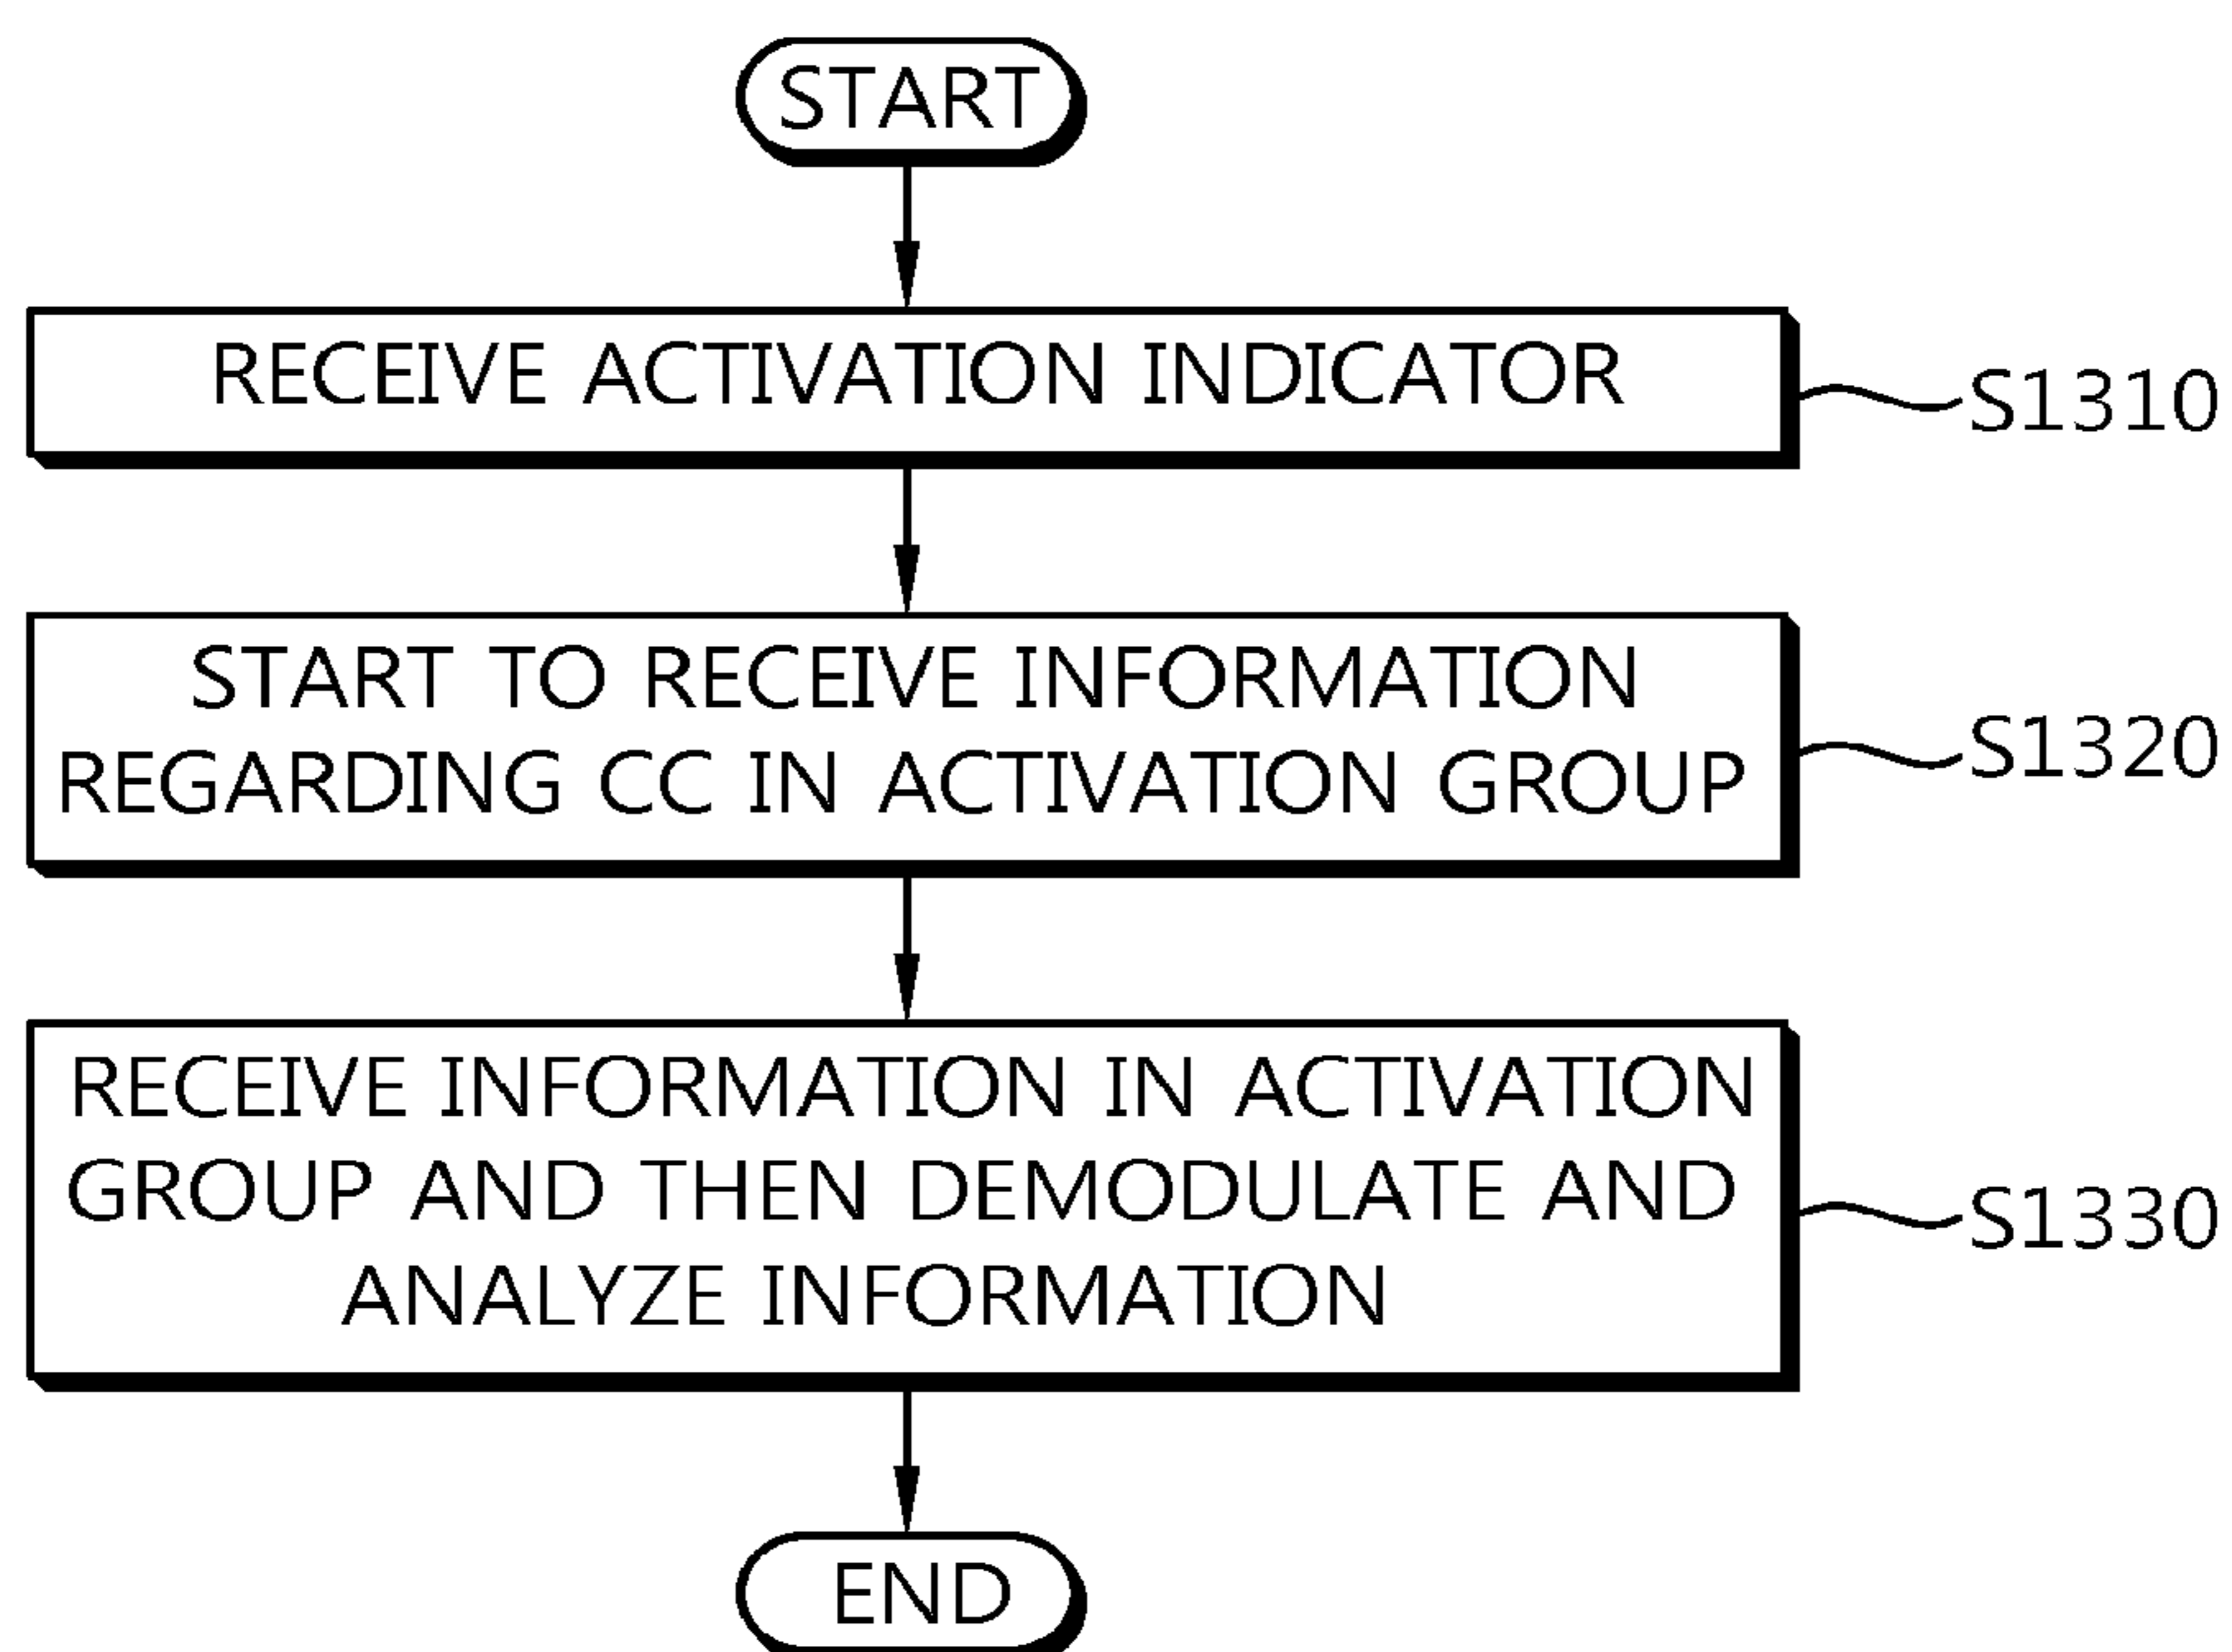 START
RECEIVE ACTIVATION INDICATOR
S1310
START TO RECEIVE INFORMATION
REGARDING CC IN ACTIVATION GROUP
S1320
RECEIVE INFORMATION IN ACTIVATION
GROUP AND THEN DEMODULATE AND
ANALYZE INFORMATION
S1330
END